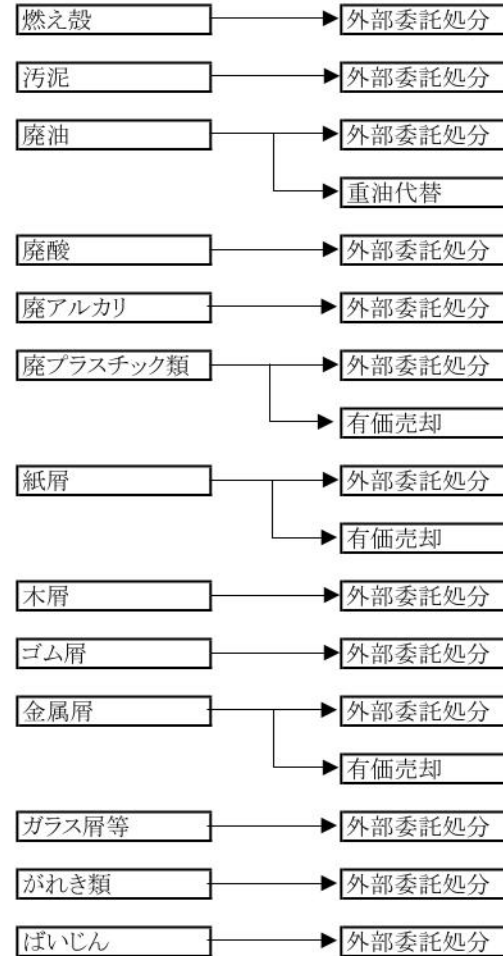 燃え殻
外部委託処分
汚泥
外部委託処分
廃油
外部委託処分
重油代替
廃酸
外部委託処分
廃アルカリ
外部委託処分
廃プラスチック類
外部委託処分
有価売却
紙屑
外部委託処分
有価売却
木屑
外部委託処分
ゴム屑
外部委託処分
金属屑
外部委託処分
有価売却
ガラス屑等
外部委託処分
がれき類
外部委託処分
ばいじん
外部委託処分